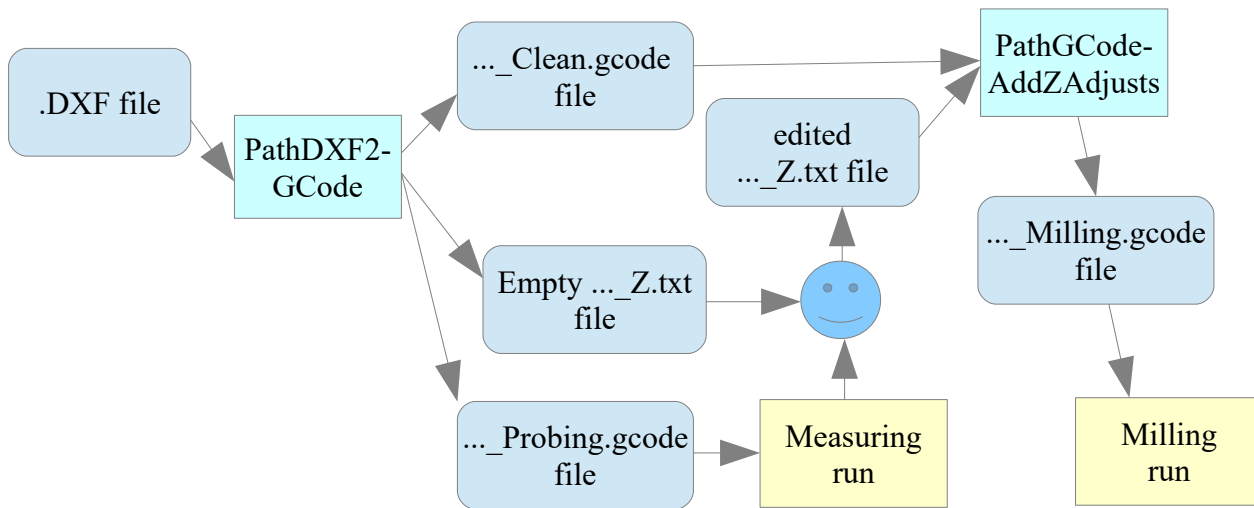 .DXF file
PathDXF2-
GCode
..._Clean.gcode
file
Empty ..._Z.txt
file
..._Probing.gcode
file
Measuring
run
edited
..._Z.txt file
PathGCode-
AddZAdjusts
..._Milling.gcode
file
Milling
run